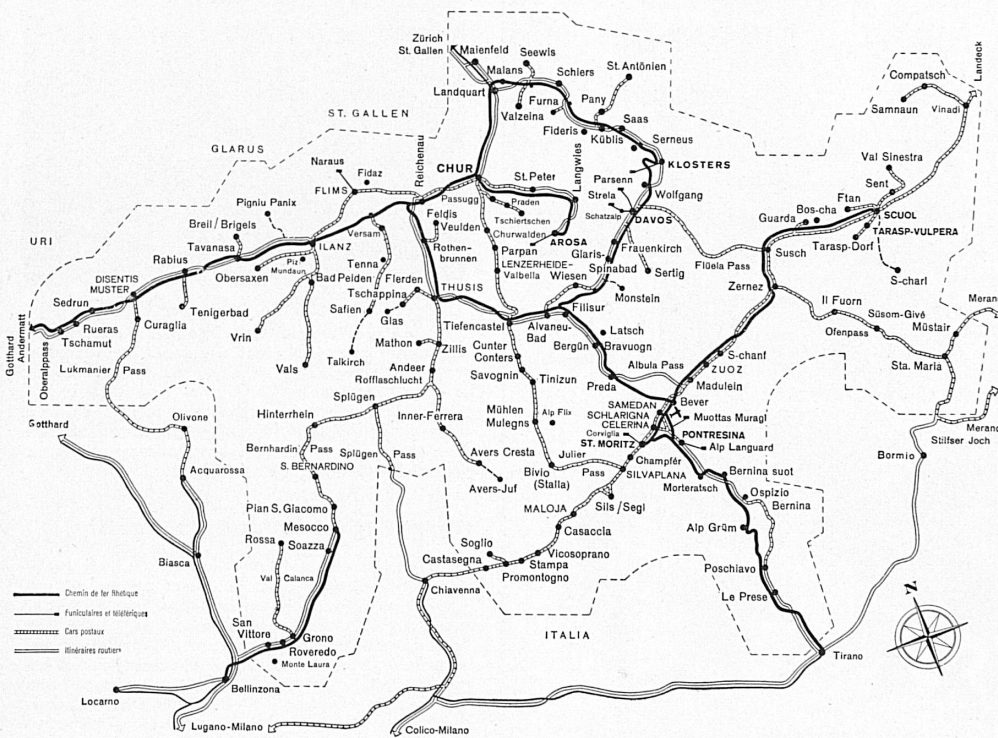 Zürich
St. Gallen
Maienfeld
Seewis
Malans
Schiers
St. Antönien
Landquart
Furna
Pany
Valzeina
Saas
Fideris
Küblis
Serneus
KLOSTERS
Parsenn
Wolfgang
Strela
Schatzalp
DAVOS
Compatsch
Samnaun
Vinadi
Landeck
Val Sinestra
Sent
Ftan
Bos-cha
Guarda
SCUOL
TARASP-VULPERA
Tarasp-Dorf
S-charl
Susch
Flüela Pass
Zernez
ST. GALLEN
GLARUS
URI
Naraus
Fidaz
FLIMS
Reichenau
CHUR
St. Peter
Langwies
Passugg
Praden
Tschiertschen
Churwalden
AROSA
Pigniu Panix
Breil / Brigels
Tavanasa
Versam
Feldis
Veulden
Rothen-
brunnen
Parpan
LENZERHEIDE-
Valbella
ILANZ
Rabius
Obersaxen
Piz
Mundaun
Bad Peiden
Tenna
Flerden
Tschappina
Safien
Glas
THUSIS
DISENTIS
MUSTER
Sedrun
Rueras
Tschamut
Curaglia
Tenigerbad
Vrin
Vals
Talkirch
Mathon
Zillis
Andeer
Rofflaschlucht
Gotthard
Andermatt
Oberalppass
Lukmanier Pass
Frauenkirch
Glaris-
Spinabad
Sertig
Wiesen
Monstein
Tiefencastel
Alvaneu-
Bad
Filisur
Latsch
Bergün
Bravuogn
Cunter
Conters
Savognin
Tinizun
Preda
Albula Pass
Il Fuorn
Süsom-Givé
Ofenpass
Müstair
Meran
Sta. Maria
S-chanf
ZUOZ
Madulein
Bever
SAMEDAN
SCHLARIGNA
CELERINA
Muottas Muragl
Corviglia
PONTRESINA
ST. MORITZ
Alp Languard
Champfér
SILVAPLANA
Morteratsch
Bernina suot
Ospizio
Bernina
Mühlen
Mulegns
Alp Flix
Julier
Pass
Bivio
(Stalla)
Sils / Segl
MALOJA
Casaccia
Alp Grüm
Stilfser Joch
Bormio
Splügen
Hinterrhein
Inner-Ferrera
Olivone
Bernhardin Pass
Splügen Pass
Avers Cresta
Avers-Juf
Acquarossa
S. BERNARDINO
Pian S. Giacomo
Mesocco
Rossa
Soazza
Val Calanca
Soglio
Vicosoprano
Castasegna
Stampa
Promontogno
Chiavenna
Biasca
Poschiavo
Le Prese
Tirano
ITALIA
San
Vittore
Grono
Roveredo
Monte Laura
Bellinzona
Locarno
Lugano-Milano
Colico-Milano
Chemin de fer Rhétique
Funiculaires et téléfériques
Cars postaux
Itinéraires routiers
N